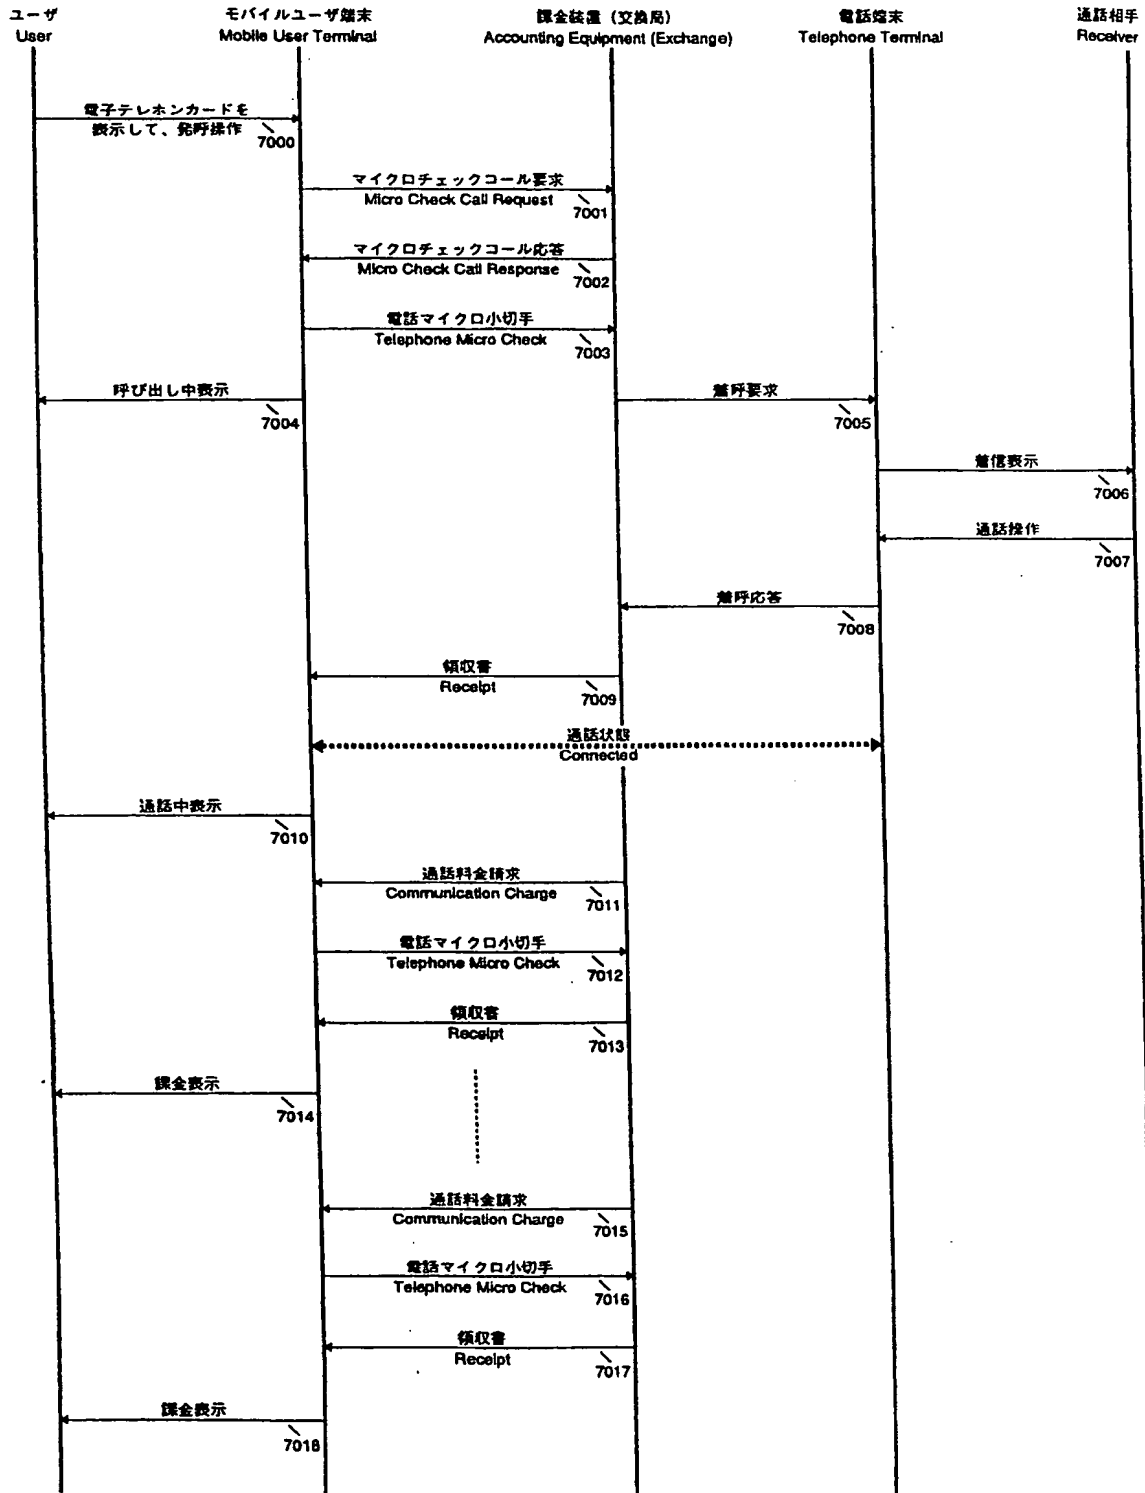 ユーザ
User
モバイルユーザ端末
Mobile User Terminal
課金装置（交換局）
Accounting Equipment (Exchange)
電話端末
Telephone Terminal
通話相手
Receiver
電子テレホンカードを
表示して、発呼操作
7000
マイクロチェックコール要求
Micro Check Call Request
7001
マイクロチェックコール応答
Micro Check Call Response
7002
電話マイクロ小切手
Telephone Micro Check
7003
呼び出し中表示
7004
着呼要求
7005
着信表示
7006
通話操作
7007
着呼応答
7008
領収書
Receipt
7009
通話状態
Connected
通話中表示
7010
通話料金請求
Communication Charge
7011
電話マイクロ小切手
Telephone Micro Check
7012
領収書
Receipt
7013
課金表示
7014
通話料金請求
Communication Charge
7015
電話マイクロ小切手
Telephone Micro Check
7016
領収書
Receipt
7017
課金表示
7018